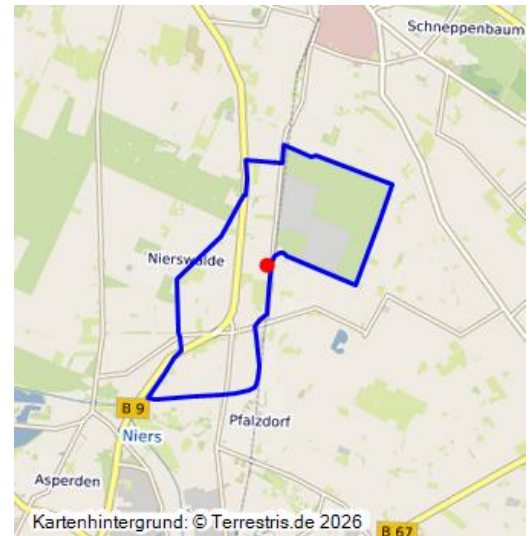 Schneppenbaum
Nierswalde
B 9
Niers
Pfalzdorf
Asperden
B 67
Kartenhintergrund: © Terrestris.de 2026